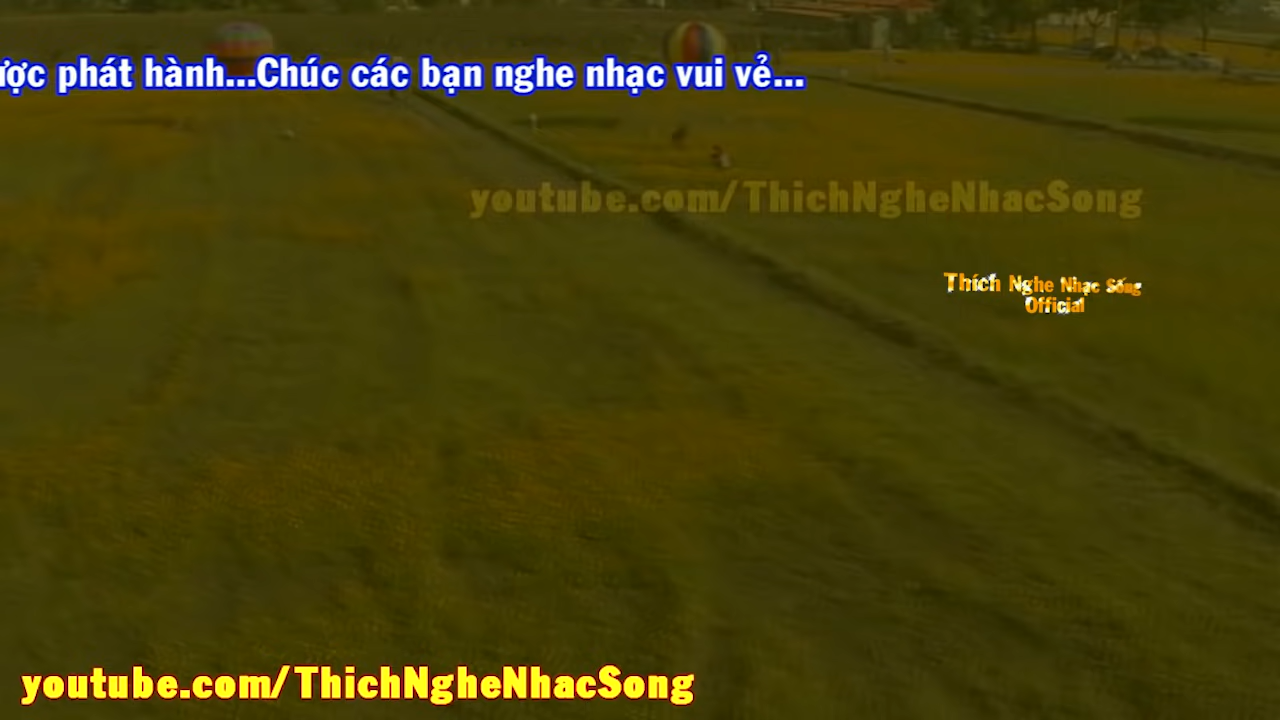 ược phát hành...Chúc các bạn nghe nhạc vui vẻ...
youtube.com/ThichNgheNhacSong
Thích Nghe Nhạc Sống
Official
youtube.com/ThichNgheNhacSong